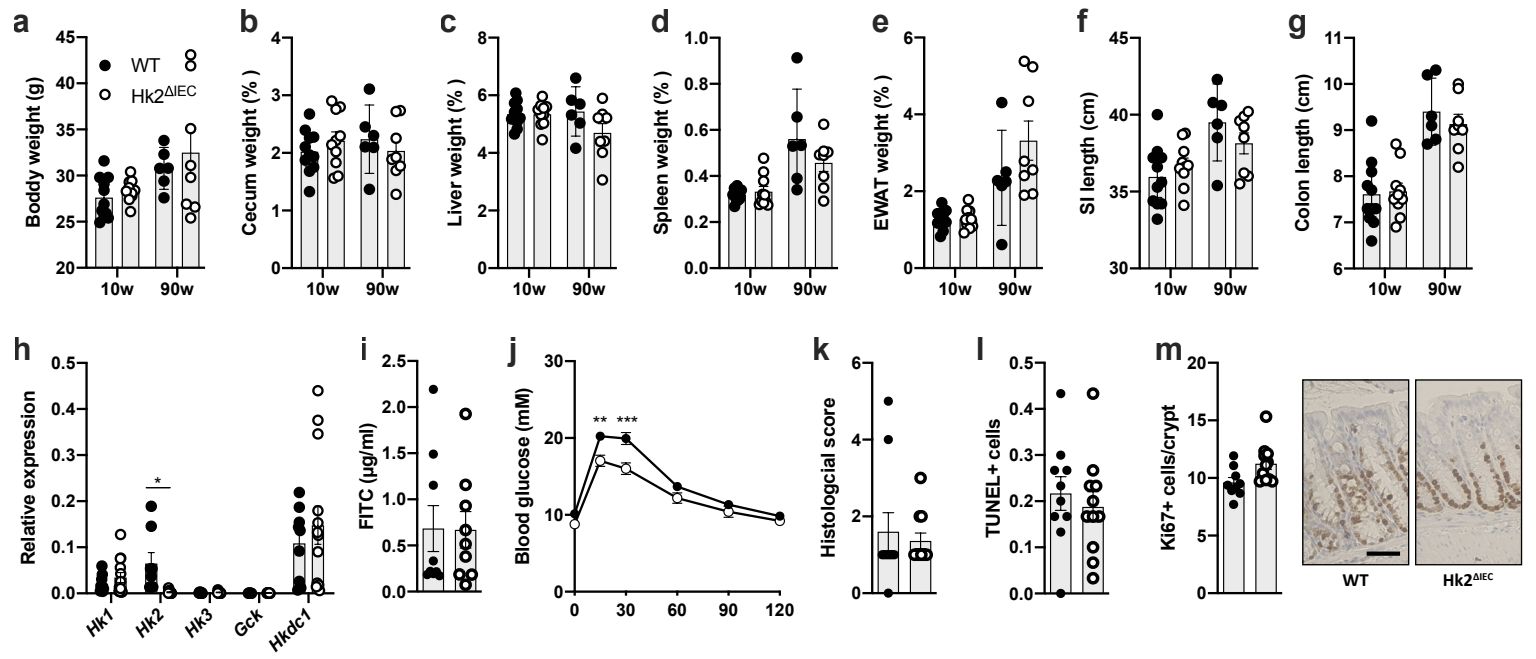 a
Boddy weight (g)
45
40
35
30
25
20
WT
Hk2ΔIEC
10w
90w
b
Cecum weight (% )
4
3
2
1
0
10w
90w
c
Liver weight (% )
8
6
4
2
0
10w
90w
d
Spleen weight (% )
1.0
0.8
0.6
0.4
0.2
0.0
10w
90w
e
EWAT weight (% )
6
4
2
0
10w
90w
f
SI length (cm)
45
40
35
30
10w
90w
g
Colon length (cm)
11
10
9
8
7
6
10w
90w
h
Relative expression
0.5
0.4
0.3
0.2
0.1
0.0
*
Hk1
Hk2
Hk3
Gck
Hkdc1
i
FITC (µg/ml)
2.5
2.0
1.5
1.0
0.5
0.0
j
Blood glucose (mM)
30
20
10
0
** ***
0
30
60
90
120
k
Histologcial score
6
4
2
0
l
TUNEL+ cells
0.5
0.4
0.3
0.2
0.1
0.0
m
Ki67+ cells/crypt
20
15
10
5
0
WT
Hk2ΔIEC